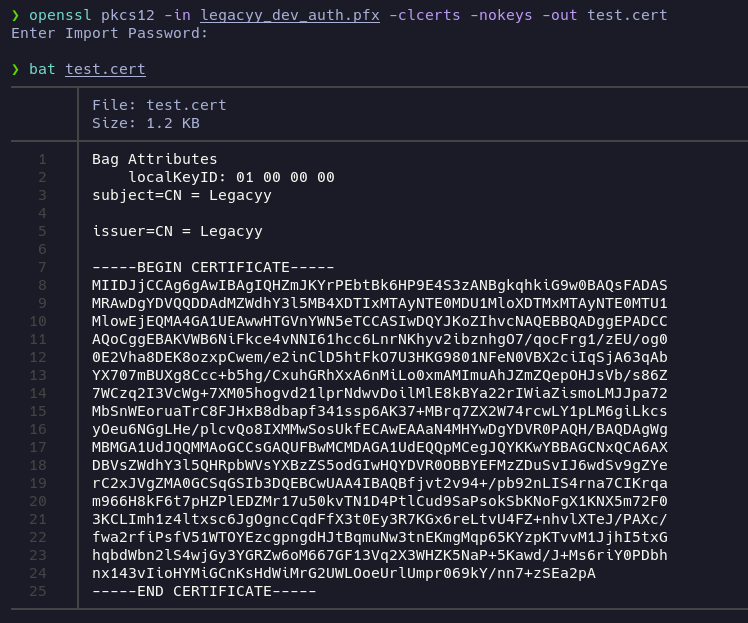 ❯ openssl pkcs12 -in legacyy_dev_auth.pfx -clcerts -nokeys -out test.cert
Enter Import Password:
❯ bat test.cert
File: test.cert
Size: 1.2 KB
1 Bag Attributes
2     localKeyID: 01 00 00 00
3 subject=CN = Legacyy
4
5 issuer=CN = Legacyy
6
7 -----BEGIN CERTIFICATE-----
8 MIIDJjCCAg6gAwIBAgIQHZmJKYrPEbtBk6HP9E4S3zANBgkqhkiG9w0BAQsFADAS
9 MRAwDgYDVQQDDAdMZWdhY3l5MB4XDTIxMTAyNTE0MDU1MloXDTMxMTAyNTE0MTU1
10 MlowEjEQMA4GA1UEAwwHTGVnYWN5eTCCASIwDQYJKoZIhvcNAQEBBQADggEPADCC
11 AQoCggEBAKVWB6NiFkce4vNNI61hcc6LnrNKhyv2ibznhgO7/qocFrg1/zEU/og0
12 0E2Vha8DEK8ozxpCwem/e2inClD5htFkO7U3HKG9801NFeN0VBX2ciIqSjA63qAb
13 YX707mBUXg8Ccc+b5hg/CxuhGRhXxA6nMiLo0xmAMImuAhJZmZQepOHJsVb/s86Z
14 7WCzq2I3VcWg+7XM05hogvd21lprNdwvDoilMlE8kBYa22rIWiaZismoLMJJpa72
15 MbSnWEoruaTrC8FJHxB8dbapf341ssp6AK37+MBrq7ZX2W74rcwLY1pLM6giLkcs
16 yOeu6NGgLHe/plcvQo8IXMMwSosUkfECAwEAAaN4MHYwDgYDVR0PAQH/BAQDAgWg
17 MBMGA1UdJQQMMAoGCCsGAQUFBwMCMDAGA1UdEQQpMCegJQYKKwYBBAGCNxQCA6AX
18 DBVsZWdhY3l5QHRpbWVsYXBzZS5odGIwHQYDVR0OBBYEFMzZDuSvIJ6wdSv9gZYe
19 rC2xJVgZMA0GCSqGSIb3DQEBCwUAA4IBAQBfjvt2v94+/pb92nLIS4rna7CIKrqa
20 m966H8kF6t7pHZPlEDZMr17u50kvTN1D4PtlCud9SaPsokSbKNoFgX1KNX5m72F0
21 3KCLImh1z4ltxsc6JgOgncCqdFfX3t0Ey3R7KGx6reLtvU4FZ+nhvlXTeJ/PAXc/
22 fwa2rfiPsfV51WTOYEzcgpngdHJtBqmuNw3tnEKmgMqp65KYzpKTvvM1JjhI5txG
23 hqbdWbn2lS4wjGy3YGRZw6oM667GF13Vq2X3WHZK5NaP+5Kawd/J+Ms6riY0PDbh
24 nx143vIioHYMiGCnKsHdWiMrG2UWLOoeUrlUmpr069kY/nn7+zSEa2pA
25 -----END CERTIFICATE-----